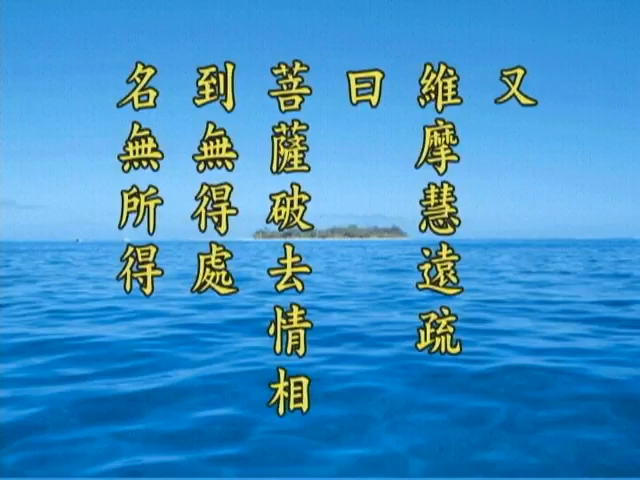 又
維摩慧遠疏
曰
菩薩破去情相
到無得處
名無所得